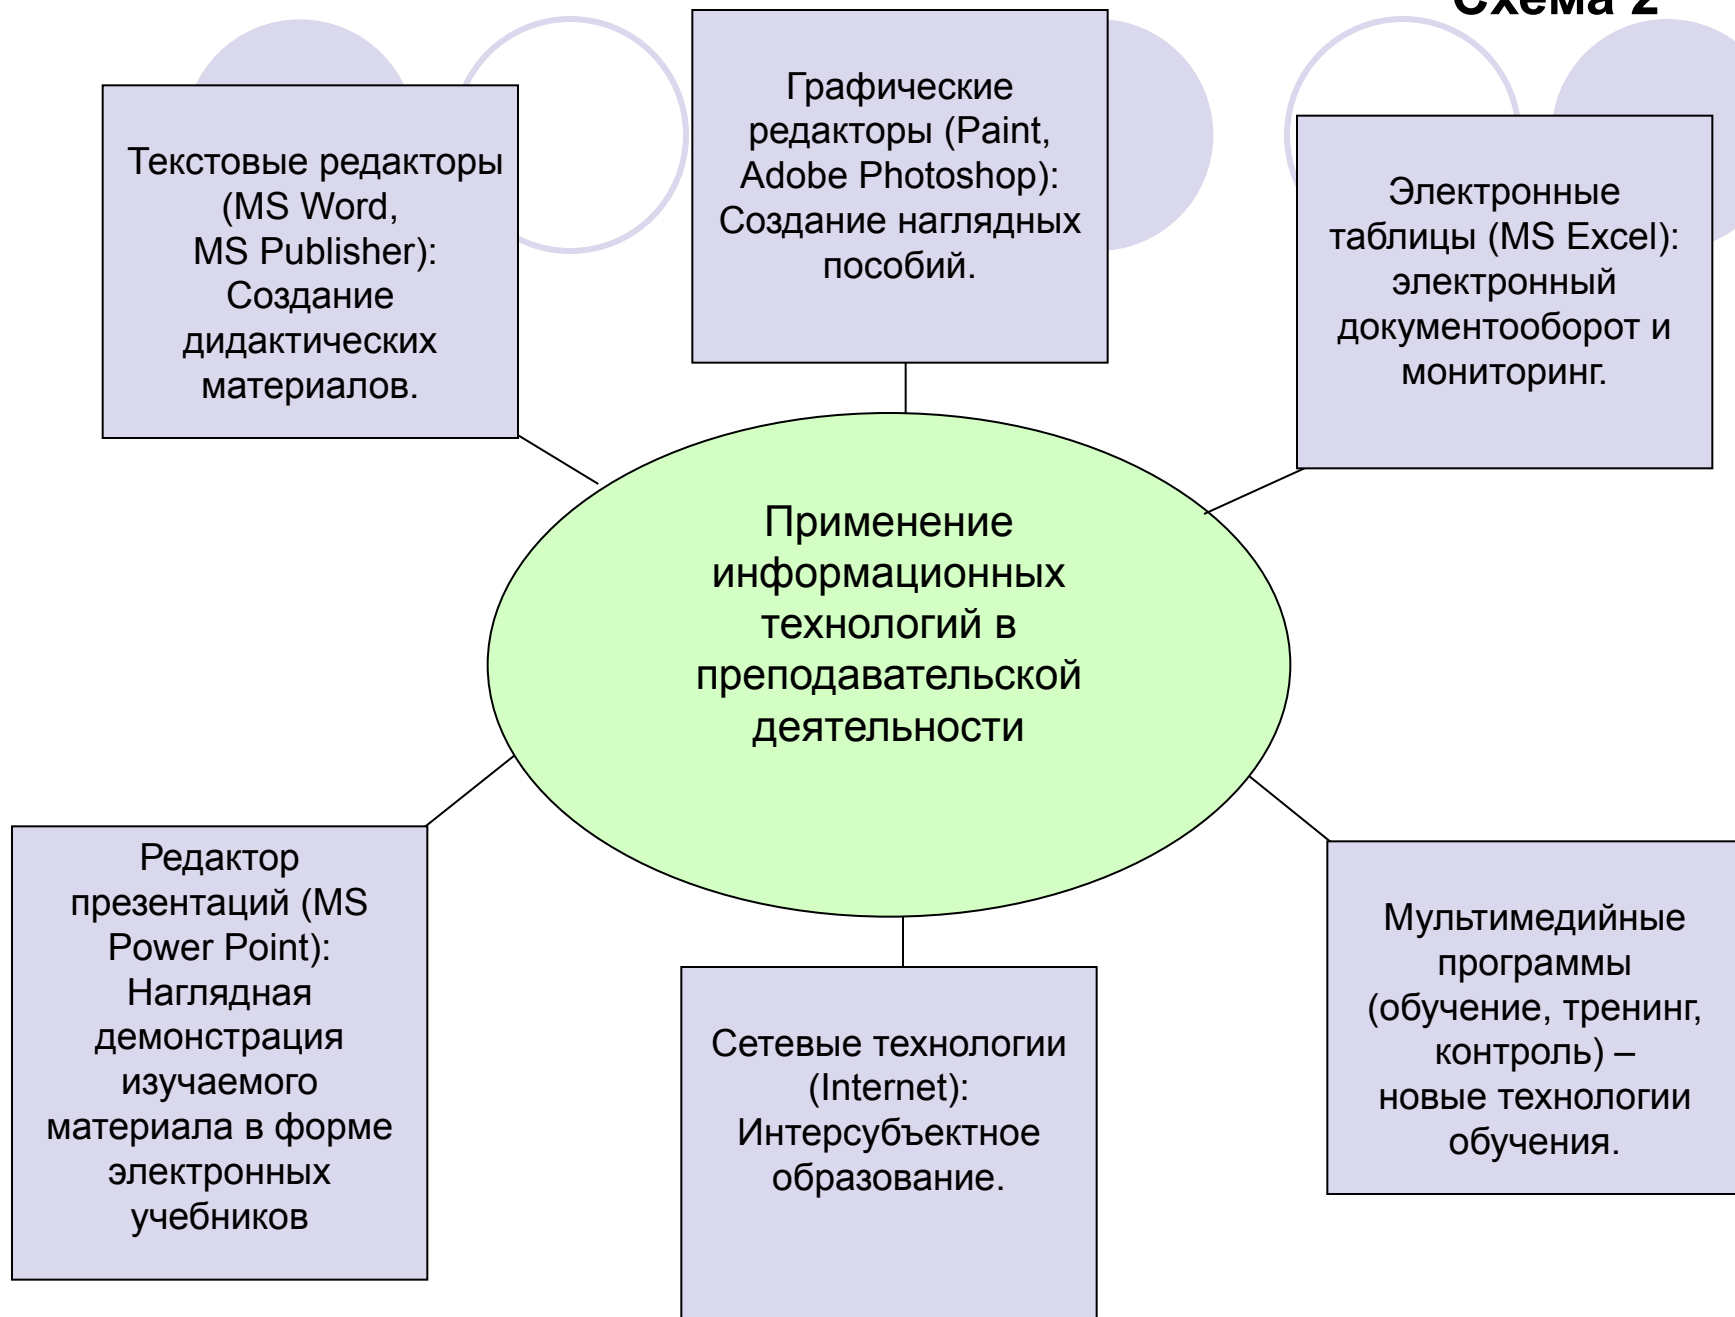 Схема 2
Текстовые редакторы
(MS Word,
MS Publisher):
Создание
дидактических
материалов.
Графические
редакторы (Paint,
Adobe Photoshop):
Создание наглядных
пособий.
Электронные
таблицы (MS Excel):
электронный
документооборот и
мониторинг.
Применение
информационных
технологий в
преподавательской
деятельности
Редактор
презентаций (MS
Power Point):
Наглядная
демонстрация
изучаемого
материала в форме
электронных
учебников
Сетевые технологии
(Internet):
Интерсубъектное
образование.
Мультимедийные
программы
(обучение, тренинг,
контроль) –
новые технологии
обучения.